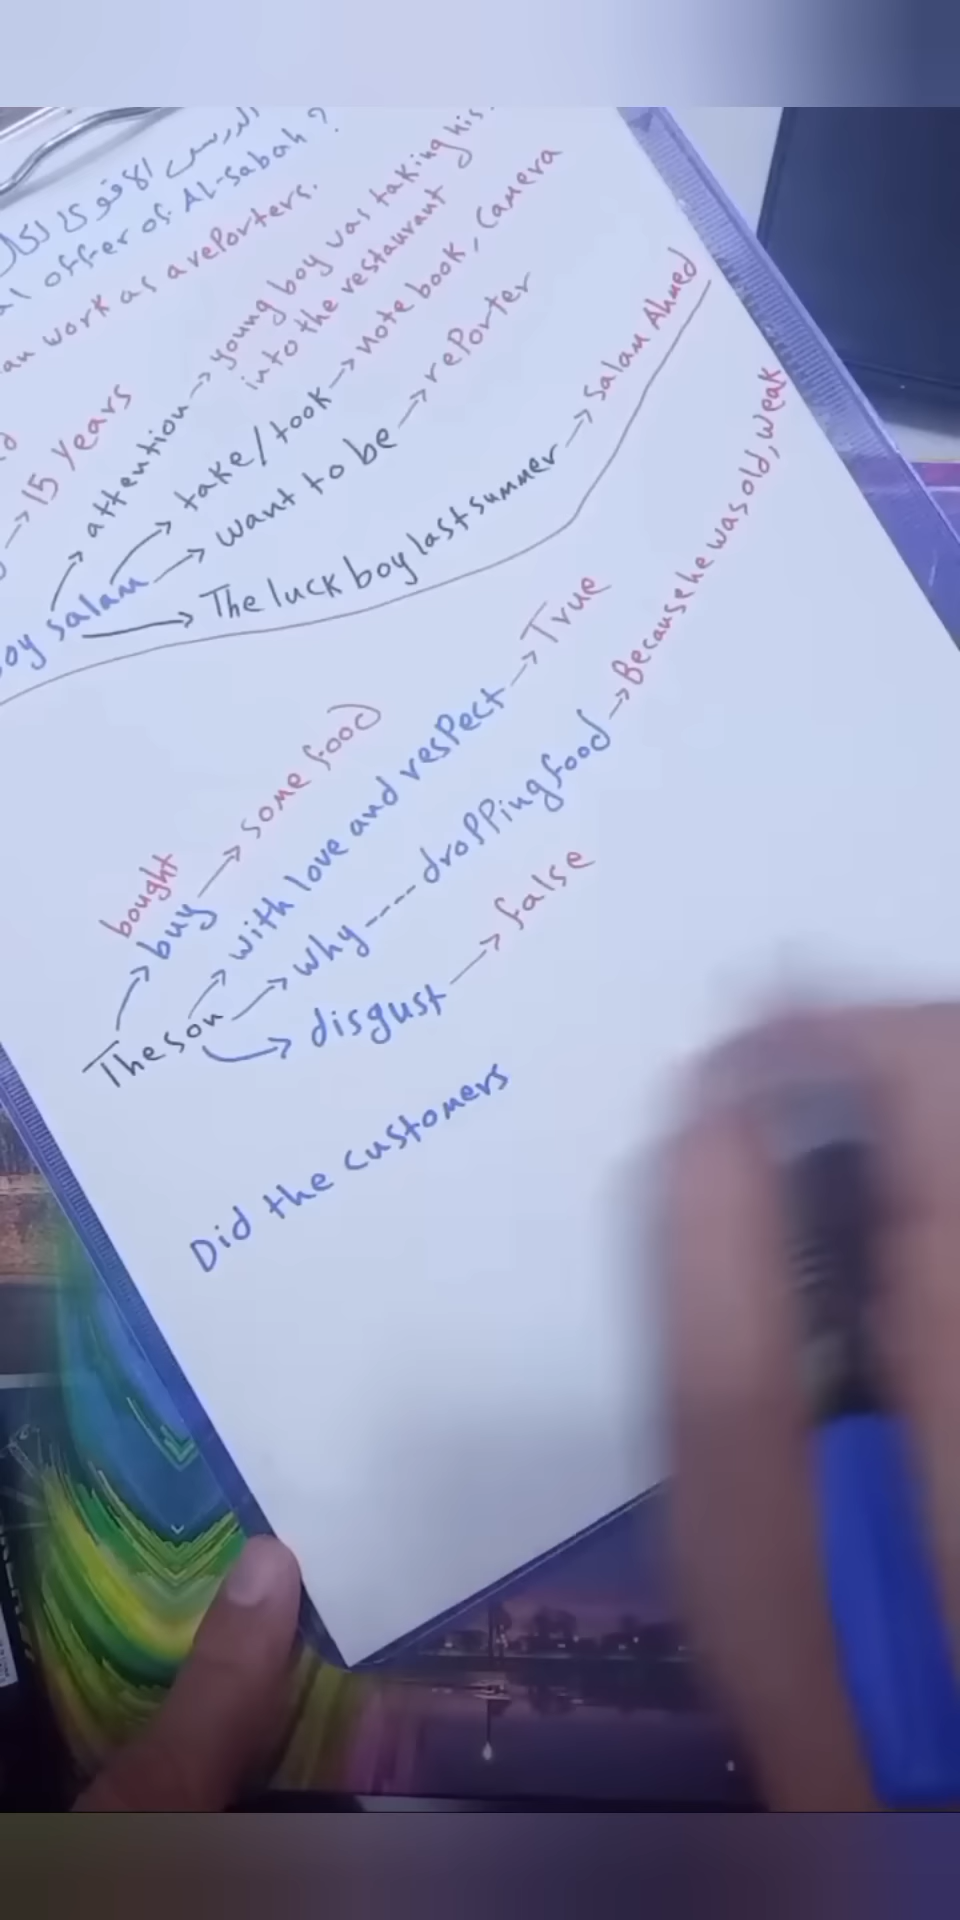 offer of AL-Sabah?
work as a rePorters.
15 Years
attention → young boy was taking his
into the restaurant
take/took → note book, Camera
want to be → rePorter
boy salam → The luck boy last summer → Salam Ahmed
bought
buy → some food
with love and resPect → True
why ---- droPPing food → Because he was old, weak
The son
disgust → false
Did the customers